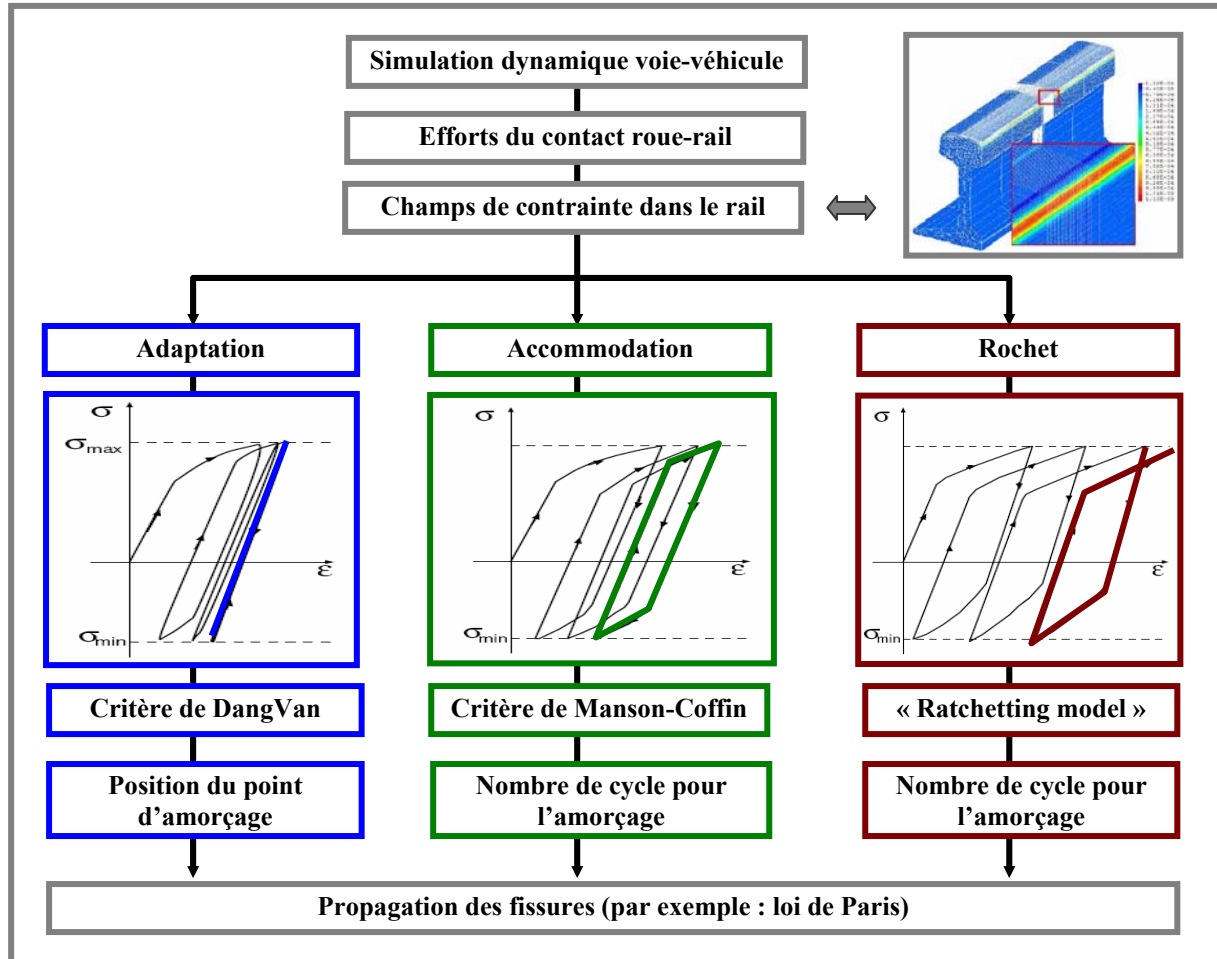 Simulation dynamique voie-véhicule
Efforts du contact roue-rail
Champs de contrainte dans le rail
Adaptation
Accommodation
Rochet
σ
σmax
ε
σmin
σ
ε
σmin
σ
ε
σmin
Critère de DangVan
Critère de Manson-Coffin
« Ratchetting model »
Position du point
d'amorçage
Nombre de cycle pour
l'amorçage
Nombre de cycle pour
l'amorçage
Propagation des fissures (par exemple : loi de Paris)